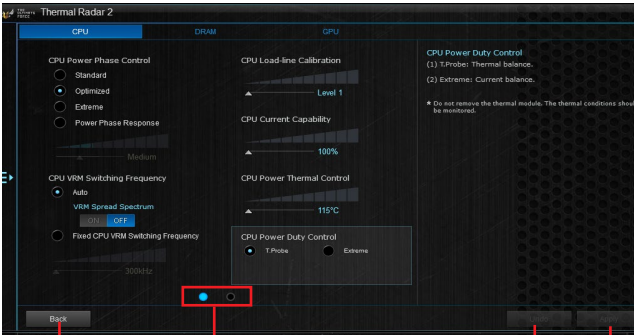 THE ULTIMATE FORCE
Thermal Radar 2
CPU
DRAM
GPU
CPU Power Phase Control
Standard
Optimized
Extreme
Power Phase Response
Medium
CPU VRM Switching Frequency
Auto
VRM Spread Spectrum
ON
OFF
Fixed CPU VRM Switching Frequency
300kHz
CPU Load-line Calibration
Level 1
CPU Current Capability
100%
CPU Power Thermal Control
115°C
CPU Power Duty Control
T.Probe
Extreme
CPU Power Duty Control
(1) T.Probe: Thermal balance.
(2) Extreme: Current balance.
* Do not remove the thermal module. The thermal conditions shoul
be monitored.
Back